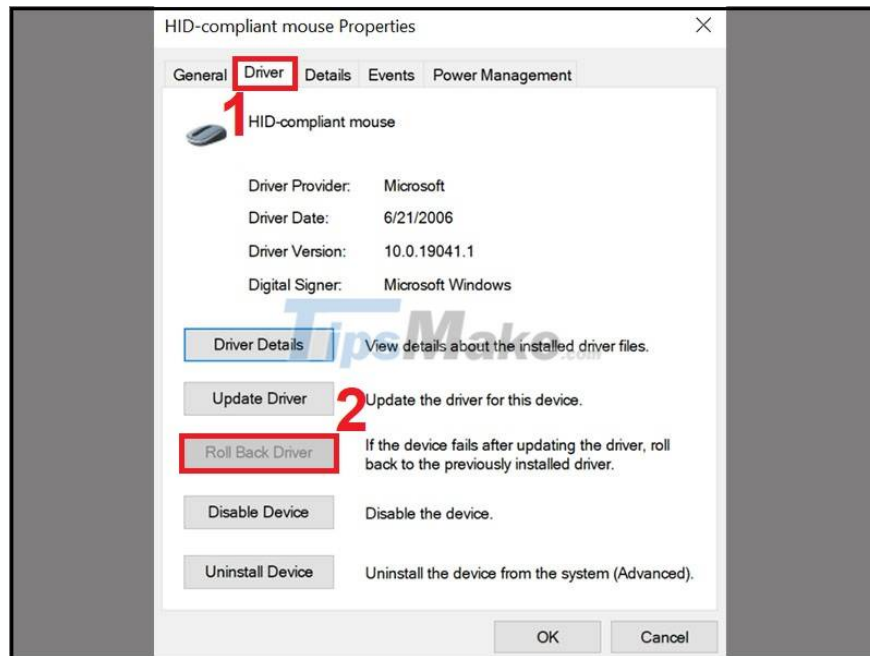 HID-compliant mouse Properties
General Driver Details Events Power Management
1
HID-compliant mouse
Driver Provider: Microsoft
Driver Date: 6/21/2006
Driver Version: 10.0.19041.1
Digital Signer: Microsoft Windows
TipsMake.com
Driver Details View details about the installed driver files.
Update Driver Update the driver for this device.
2
Roll Back Driver If the device fails after updating the driver, roll
back to the previously installed driver.
Disable Device Disable the device.
Uninstall Device Uninstall the device from the system (Advanced).
OK Cancel